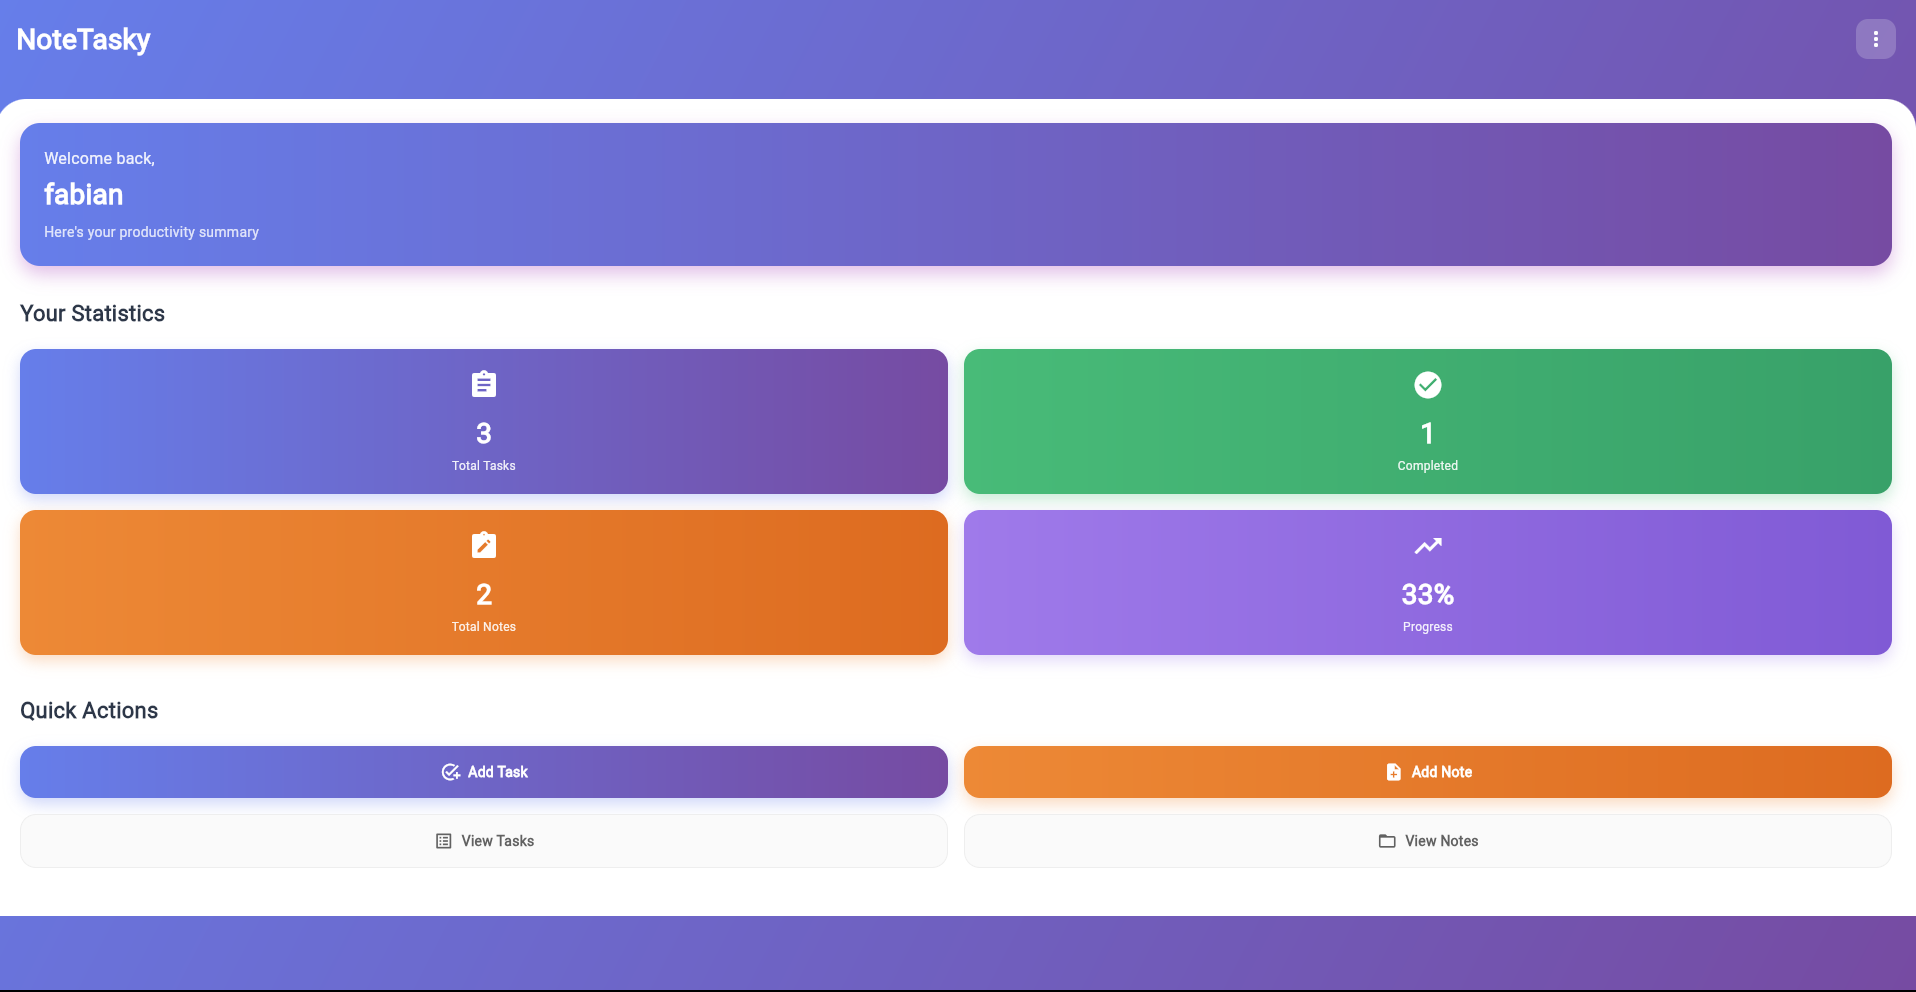 NoteTasky
Welcome back,
fabian
Here's your productivity summary
Your Statistics
3
Total Tasks
1
Completed
2
Total Notes
33%
Progress
Quick Actions
Add Task
Add Note
View Tasks
View Notes